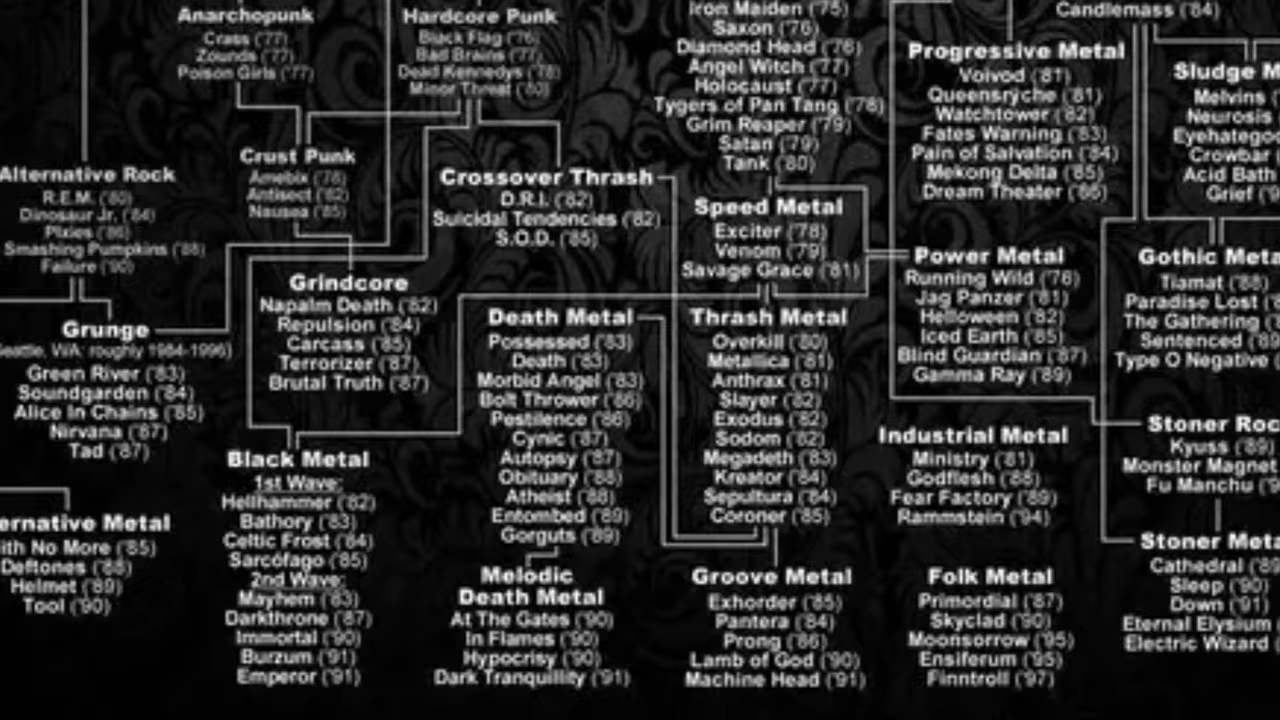 Anarchopunk
Crass ('77)
Zounds ('77)
Poison Girls ('77)
Hardcore Punk
Black Flag ('76)
Bad Brains ('77)
Dead Kennedys ('78)
Minor Threat ('80)
Iron Maiden ('75)
Saxon ('76)
Diamond Head ('76)
Angel Witch ('77)
Holocaust ('77)
Tygers of Pan Tang ('78)
Grim Reaper ('79)
Satan ('79)
Tank ('80)
Candlemass ('84)
Progressive Metal
Voivod ('81)
Queensrÿche ('81)
Watchtower ('82)
Fates Warning ('83)
Pain of Salvation ('84)
Mekong Delta ('85)
Dream Theater ('86)
Sludge M
Melvins
Neurosis
Eyehategod
Crowbar (
Acid Bath
Grief ('9
Alternative Rock
R.E.M. ('80)
Dinosaur Jr. ('84)
Pixies ('86)
Smashing Pumpkins ('88)
Failure ('90)
Crust Punk
Amebix ('78)
Antisect ('82)
Nausea ('85)
Crossover Thrash
D.R.I. ('82)
Suicidal Tendencies ('82)
S.O.D. ('85)
Speed Metal
Exciter ('78)
Venom ('79)
Savage Grace ('81)
Power Metal
Running Wild ('76)
Jag Panzer ('81)
Helloween ('82)
Iced Earth ('85)
Blind Guardian ('87)
Gamma Ray ('89)
Gothic Meta
Tiamat ('88)
Paradise Lost ('
The Gathering (
Sentenced ('89
Type O Negative (
Grindcore
Napalm Death ('82)
Repulsion ('84)
Carcass ('85)
Terrorizer ('87)
Brutal Truth ('87)
Grunge
Seattle, WA: roughly 1984-1996)
Green River ('83)
Soundgarden ('84)
Alice In Chains ('85)
Nirvana ('87)
Tad ('87)
Death Metal
Possessed ('83)
Death ('83)
Morbid Angel ('83)
Bolt Thrower ('86)
Pestilence ('86)
Cynic ('87)
Autopsy ('87)
Obituary ('88)
Atheist ('88)
Entombed ('89)
Gorguts ('89)
Thrash Metal
Overkill ('80)
Metallica ('81)
Anthrax ('81)
Slayer ('82)
Exodus ('82)
Sodom ('82)
Megadeth ('83)
Kreator ('84)
Sepultura ('84)
Coroner ('85)
Industrial Metal
Ministry ('81)
Godflesh ('88)
Fear Factory ('89)
Rammstein ('94)
Stoner Roc
Kyuss ('89)
Monster Magnet
Fu Manchu ('9
Black Metal
1st Wave:
Hellhammer ('82)
Bathory ('83)
Celtic Frost ('84)
Sarcófago ('85)
2nd Wave:
Mayhem ('83)
Darkthrone ('87)
Immortal ('90)
Burzum ('91)
Emperor ('91)
ernative Metal
ith No More ('85)
Deftones ('88)
Helmet ('89)
Tool ('90)
Melodic
Death Metal
At The Gates ('90)
In Flames ('90)
Hypocrisy ('90)
Dark Tranquillity ('91)
Groove Metal
Exhorder ('85)
Pantera ('84)
Prong ('86)
Lamb of God ('90)
Machine Head ('91)
Folk Metal
Primordial ('87)
Skyclad ('90)
Moonsorrow ('95)
Ensiferum ('95)
Finntroll ('97)
Stoner Meta
Cathedral ('89
Sleep ('90)
Down ('91)
Eternal Elysium
Electric Wizard (